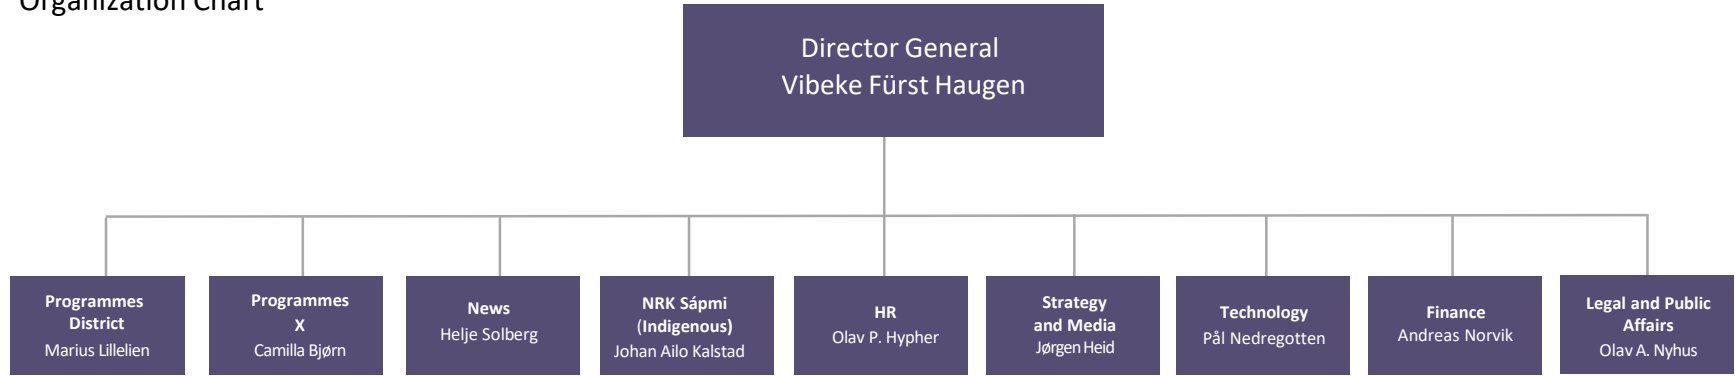 Organization Chart
Director General
Vibeke Fürst Haugen
Programmes
District
Marius Lillelien
Programmes
X
Camilla Bjørn
News
Helje Solberg
NRK Sápmi
(Indigenous)
Johan Ailo Kalstad
HR
Olav P. Hypher
Strategy
and Media
Jørgen Heid
Technology
Pål Nedregotten
Finance
Andreas Norvik
Legal and Public
Affairs
Olav A. Nyhus